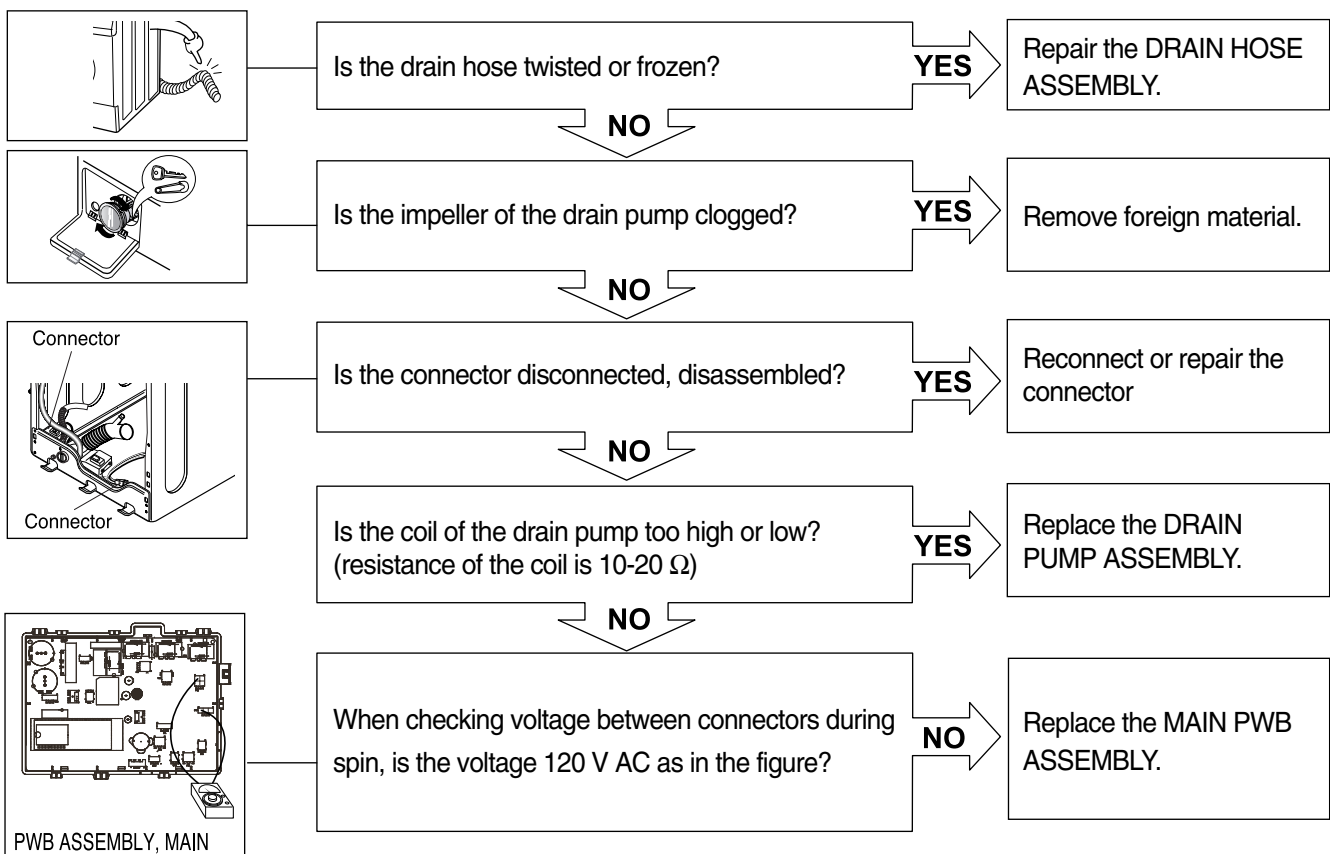 Is the drain hose twisted or frozen?
YES
Repair the DRAIN HOSE
ASSEMBLY.
NO
Is the impeller of the drain pump clogged?
YES
Remove foreign material.
NO
Connector
Connector
Is the connector disconnected, disassembled?
YES
Reconnect or repair the
connector
NO
Is the coil of the drain pump too high or low?
(resistance of the coil is 10-20 Ω)
YES
Replace the DRAIN
PUMP ASSEMBLY.
NO
PWB ASSEMBLY, MAIN
When checking voltage between connectors during
spin, is the voltage 120 V AC as in the figure?
NO
Replace the MAIN PWB
ASSEMBLY.